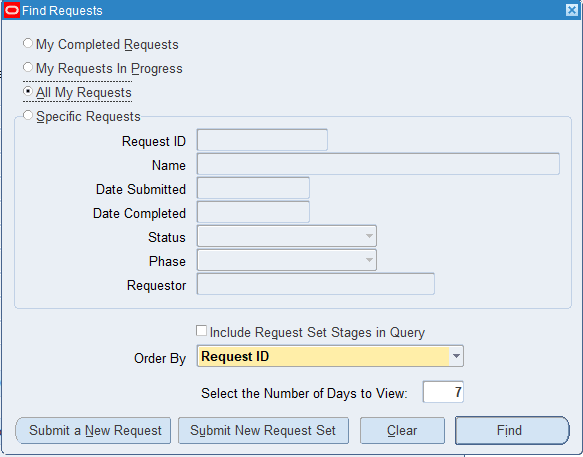 Find Requests
My Completed Requests
My Requests In Progress
All My Requests
Specific Requests
Request ID
Name
Date Submitted
Date Completed
Status
Phase
Requestor
Include Request Set Stages in Query
Order By Request ID
Select the Number of Days to View: 7
Submit a New Request Submit New Request Set Clear Find